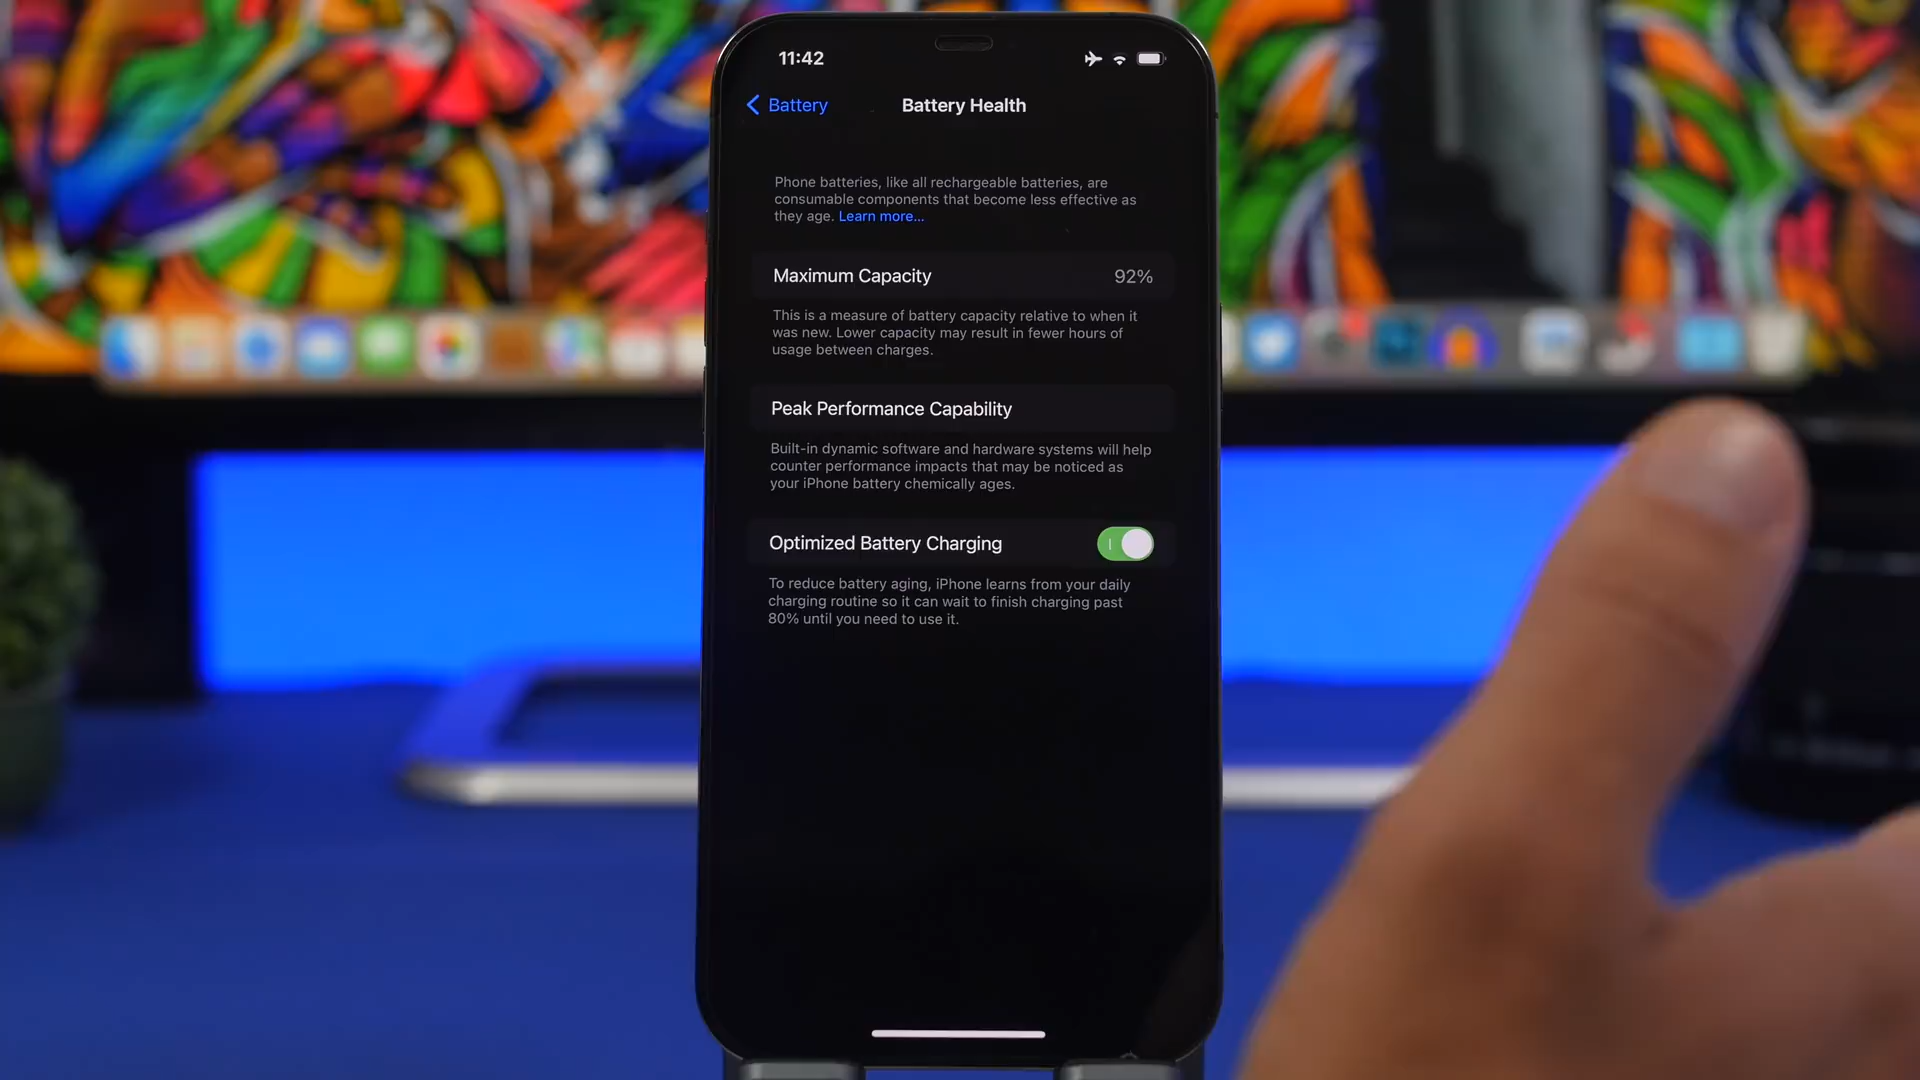 11:42
Battery
Battery Health
Phone batteries, like all rechargeable batteries, are
consumable components that become less effective as
they age. Learn more...
Maximum Capacity 92%
This is a measure of battery capacity relative to when it
was new. Lower capacity may result in fewer hours of
usage between charges.
Peak Performance Capability
Built-in dynamic software and hardware systems will help
counter performance impacts that may be noticed as
your iPhone battery chemically ages.
Optimized Battery Charging
To reduce battery aging, iPhone learns from your daily
charging routine so it can wait to finish charging past
80% until you need to use it.